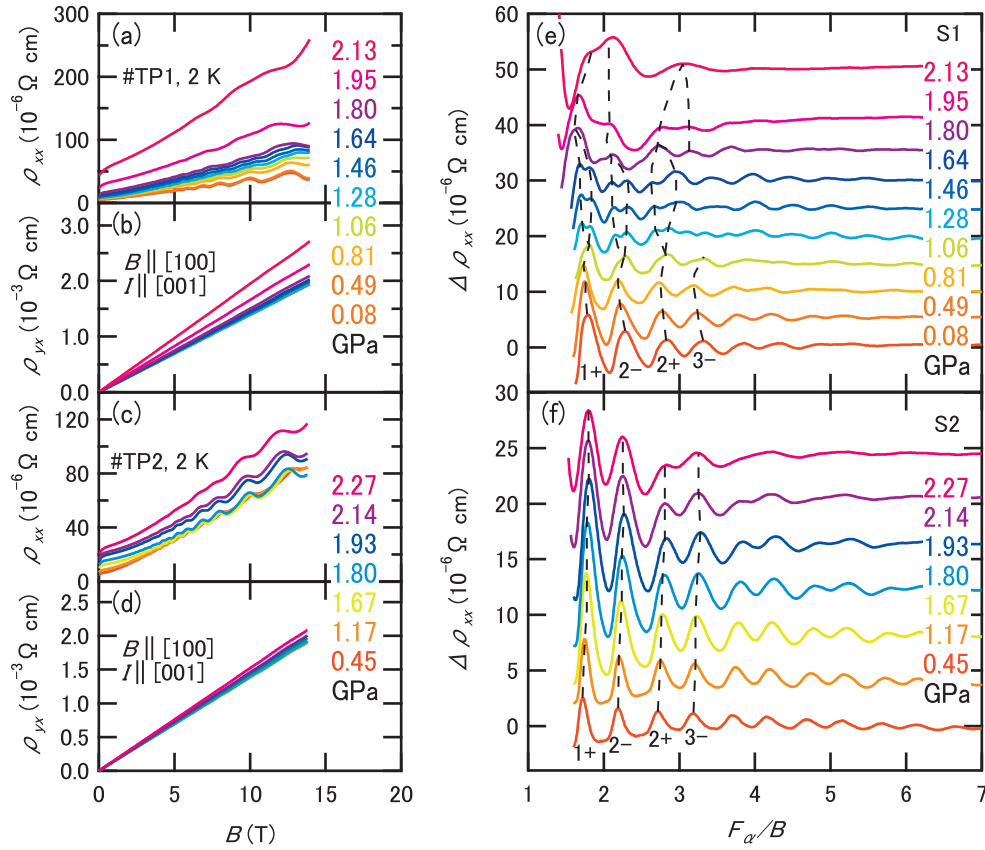 (a)
#TP1, 2 K
300
200
100
0
ρxx (10⁻⁶ Ω cm)
2.13
1.95
1.80
1.64
1.46
1.28
1.06
0.81
0.49
0.08
GPa
(b)
B || [100]
I || [001]
3.0
2.0
1.0
0.0
ρyx (10⁻³ Ω cm)
(c)
#TP2, 2 K
120
80
40
0
ρxx (10⁻⁶ Ω cm)
2.27
2.14
1.93
1.80
1.67
1.17
0.45
GPa
(d)
B || [100]
I || [001]
2.5
2.0
1.5
1.0
0.5
0.0
ρyx (10⁻³ Ω cm)
0 5 10 15 20
B (T)
(e)
S1
60
50
40
30
20
10
0
Δρxx (10⁻⁶ Ω cm)
2.13
1.95
1.80
1.64
1.46
1.28
1.06
0.81
0.49
0.08
GPa
1+ 2- 2+ 3-
(f)
S2
30
25
20
15
10
5
0
Δρxx (10⁻⁶ Ω cm)
2.27
2.14
1.93
1.80
1.67
1.17
0.45
GPa
1+ 2- 2+ 3-
1 2 3 4 5 6 7
Fα/B